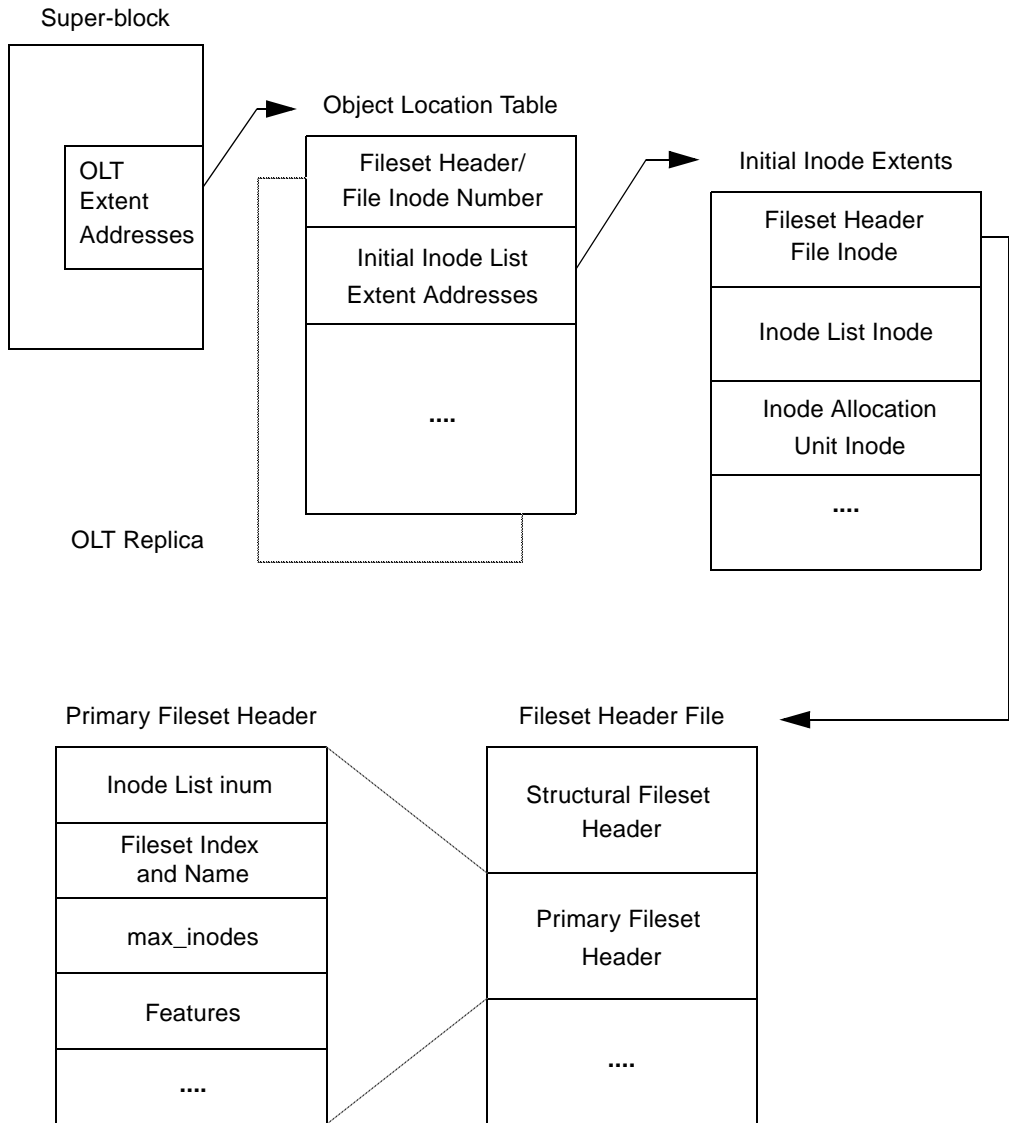 Super-block
OLT
Extent
Addresses
Object Location Table
Fileset Header/
File Inode Number
Initial Inode List
Extent Addresses
....
OLT Replica
Initial Inode Extents
Fileset Header
File Inode
Inode List Inode
Inode Allocation
Unit Inode
....
Primary Fileset Header
Inode List inum
Fileset Index
and Name
max_inodes
Features
....
Fileset Header File
Structural Fileset
Header
Primary Fileset
Header
....